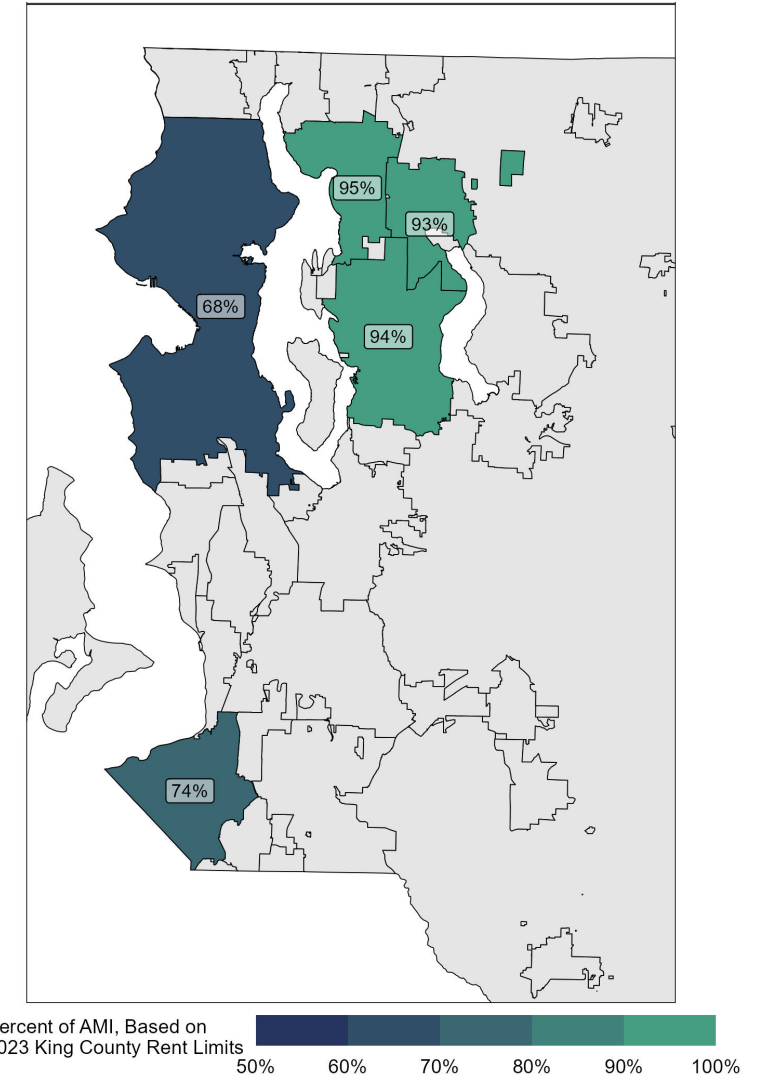 95%
93%
68%
94%
74%
ercent of AMI, Based on
023 King County Rent Limits
50% 60% 70% 80% 90% 100%